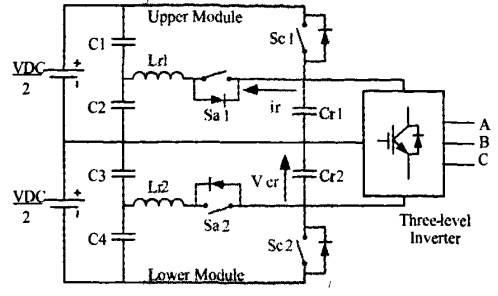 Upper Module
C1
Sc 1
VDC
2
+
-
Lr1
Sa 1
ir
C2
Cr1
A
B
C
C3
Cr2
VDC
2
+
-
Lr2
V cr
Sa 2
C4
Sc 2
Three-level
Inverter
Lower Module